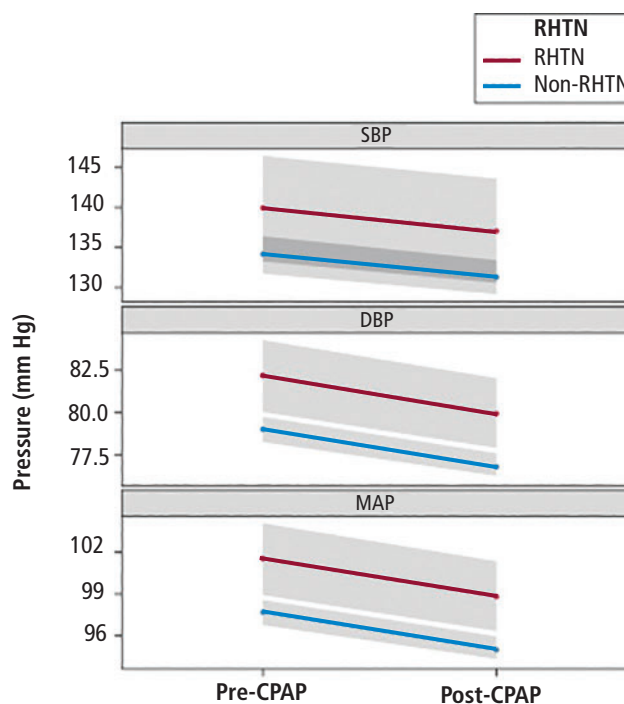 RHTN
RHTN
Non-RHTN
SBP
145
140
135
130
DBP
82.5
80.0
77.5
MAP
102
99
96
Pressure (mm Hg)
Pre-CPAP
Post-CPAP